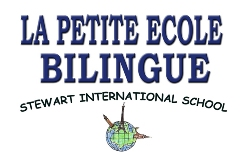 LA PETITE ECOLE
BILINGUE
STEWART INTERNATIONAL SCHOOL